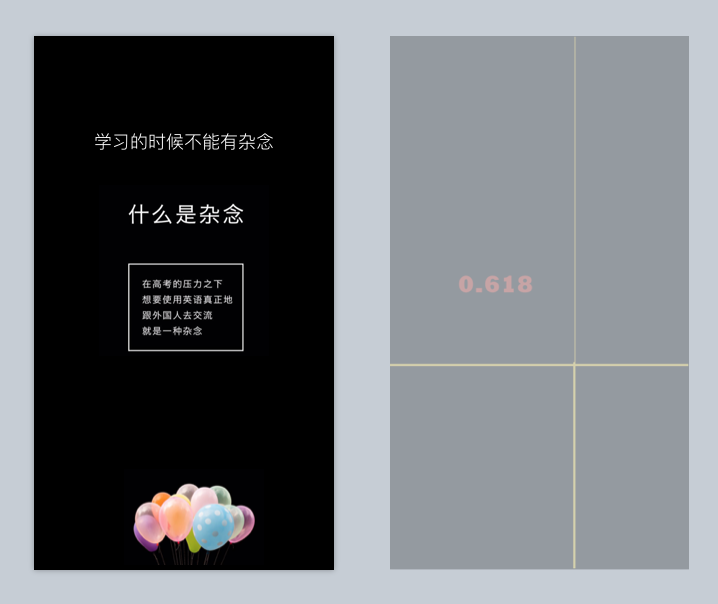 学习的时候不能有杂念
什么是杂念
在高考的压力之下
想要使用英语真正地
跟外国人去交流
就是一种杂念
0.618